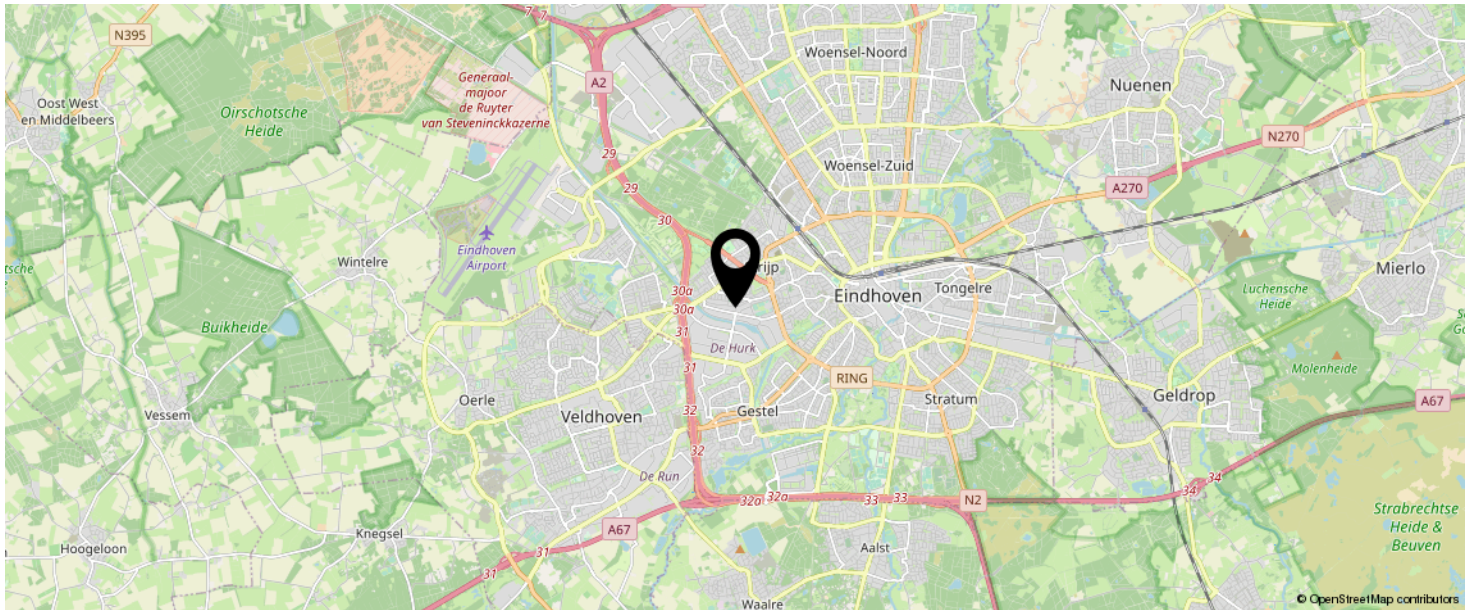 7
7
N395
A2
Woensel-Noord
Nuenen
Generaal-
majoor
de Ruyter
van Steveninckkazerne
Oost West
en Middelbeers
Oirschotsche
Heide
N270
29
Woensel-Zuid
29
A270
30
Eindhoven
Airport
Wintelre
rijp
Mierlo
30a
30a
Eindhoven
Tongelre
Luchensche
Heide
Buikheide
31
De Hurk
31
RING
Molenheide
Oerle
Vessem
32
Veldhoven
Gestel
Stratum
Geldrop
A67
32
De Run
34
34
32a
32a
33
33
N2
A67
Strabrechtse
Heide &
Beuven
Knegsel
Hoogeloon
31
31
Aalst
Waalre
© OpenStreetMap contributors